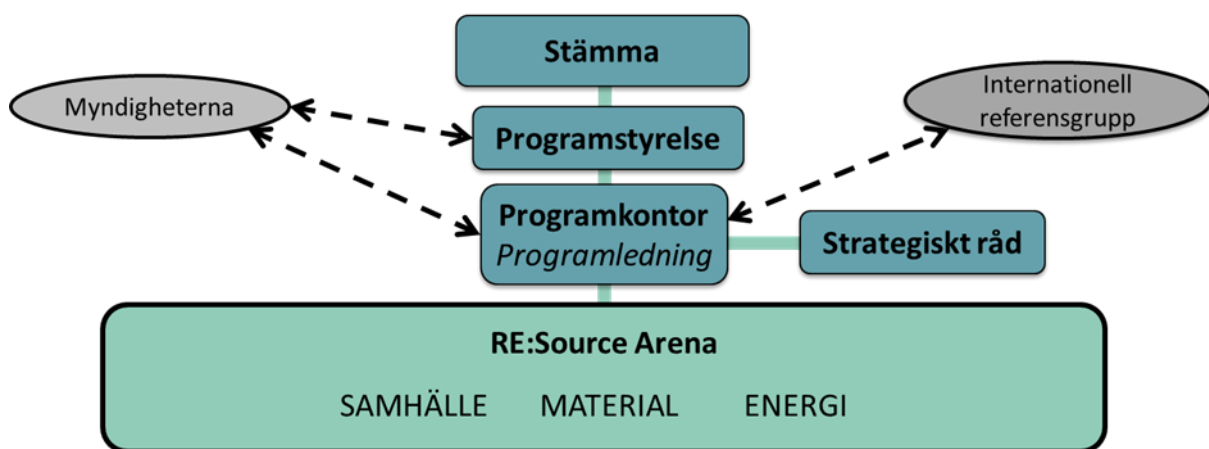 Stämma
Myndigheterna
Internationell
referensgrupp
Programstyrelse
Programkontor
Programledning
Strategiskt råd
RE:Source Arena
SAMHÄLLE MATERIAL ENERGI